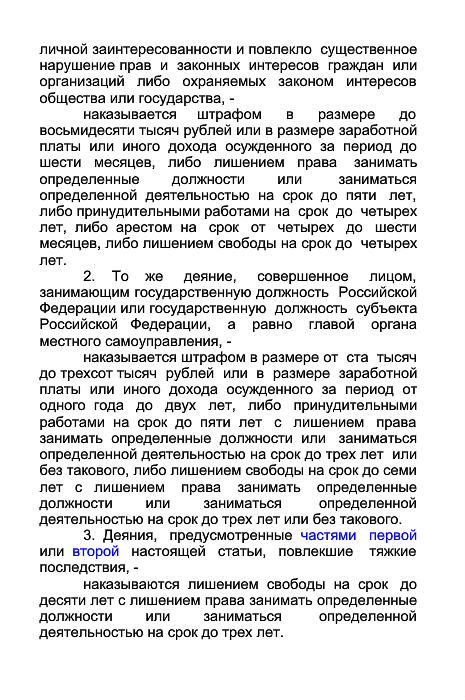 личной заинтересованности и повлекло существенное
нарушение прав и законных интересов граждан или
организаций либо охраняемых законом интересов
общества или государства, -
наказывается штрафом в размере до
восьмидесяти тысяч рублей или в размере заработной
платы или иного дохода осужденного за период до
шести месяцев, либо лишением права занимать
определенные должности или заниматься
определенной деятельностью на срок до пяти лет,
либо принудительными работами на срок до четырех
лет, либо арестом на срок от четырех до шести
месяцев, либо лишением свободы на срок до четырех
лет.
2. То же деяние, совершенное лицом,
занимающим государственную должность Российской
Федерации или государственную должность субъекта
Российской Федерации, а равно главой органа
местного самоуправления, -
наказывается штрафом в размере от ста тысяч
до трехсот тысяч рублей или в размере заработной
платы или иного дохода осужденного за период от
одного года до двух лет, либо принудительными
работами на срок до пяти лет с лишением права
занимать определенные должности или заниматься
определенной деятельностью на срок до трех лет или
без такового, либо лишением свободы на срок до семи
лет с лишением права занимать определенные
должности или заниматься определенной
деятельностью на срок до трех лет или без такового.
3. Деяния, предусмотренные частями первой
или второй настоящей статьи, повлекшие тяжкие
последствия, -
наказываются лишением свободы на срок до
десяти лет с лишением права занимать определенные
должности или заниматься определенной
деятельностью на срок до трех лет.